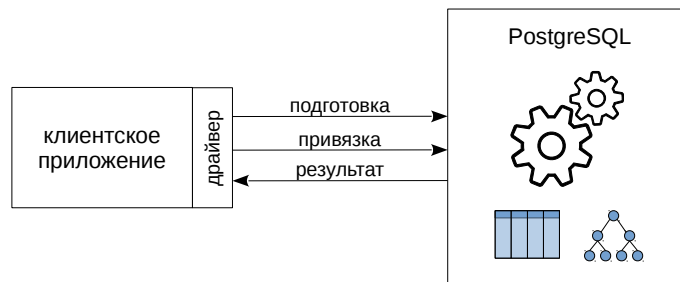 PostgreSQL
клиентское
приложение
драйвер
подготовка
привязка
результат